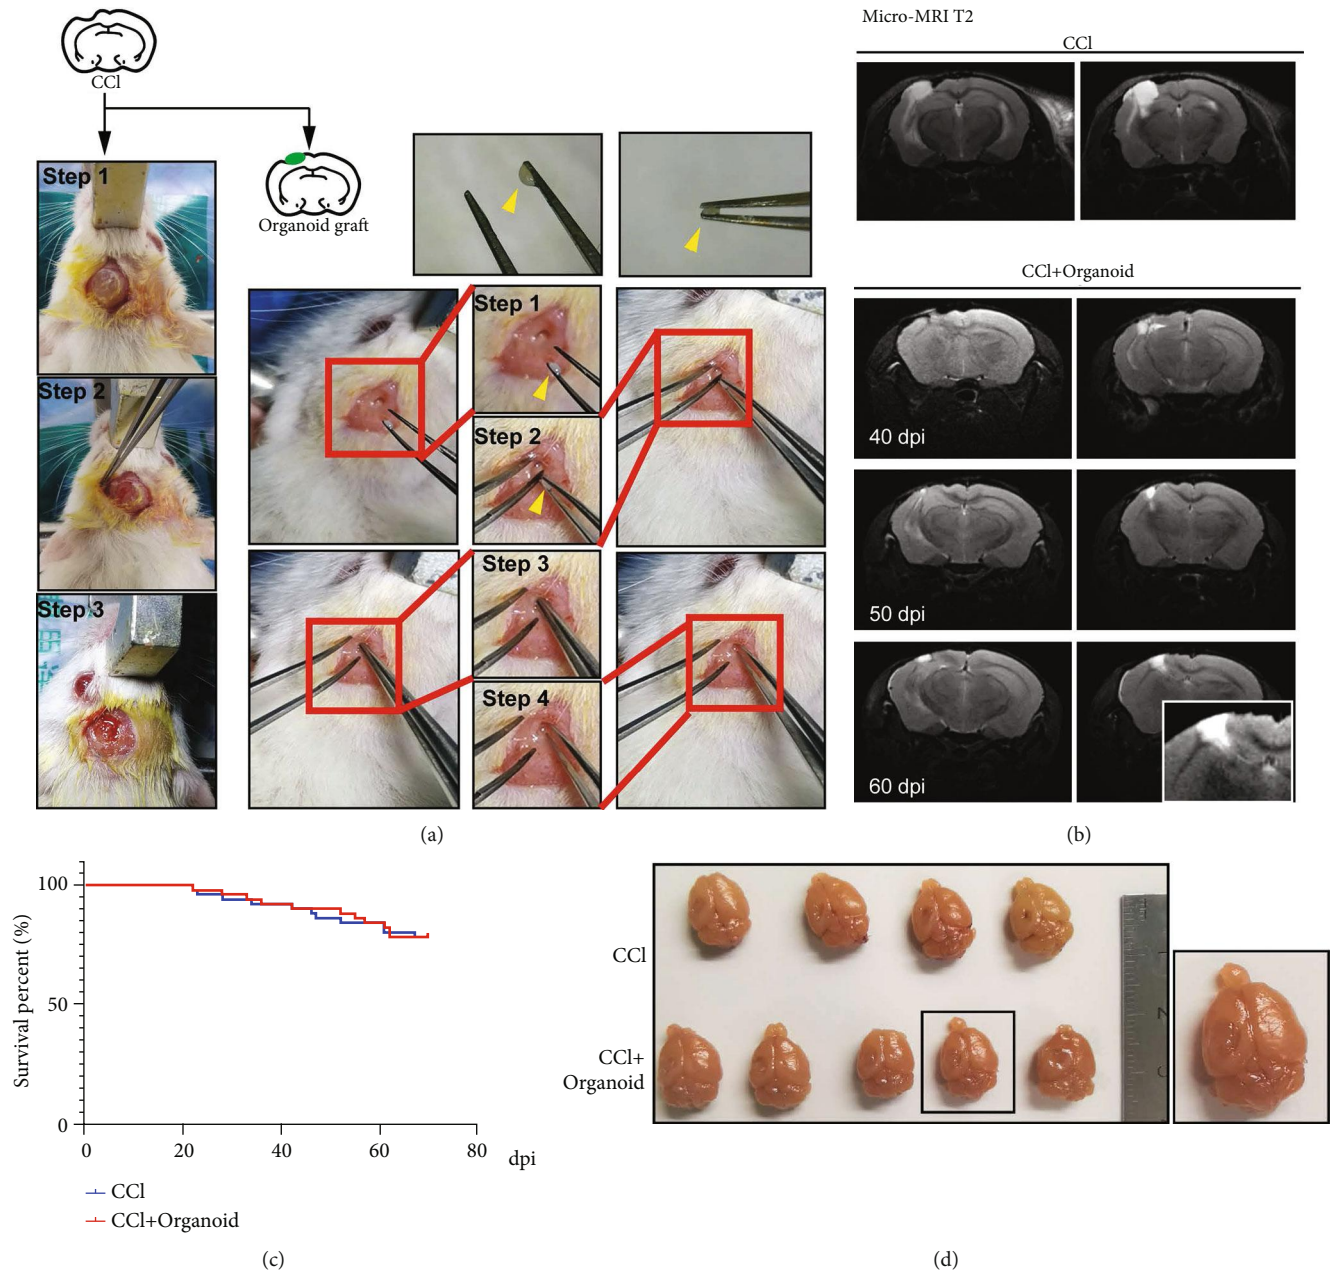 CCl
Organoid graft
Step 1
Step 2
Step 3
Step 1
Step 2
Step 3
Step 4
(a)
Micro-MRI T2
CCl
CCl+Organoid
40 dpi
50 dpi
60 dpi
(b)
Survival percent (%)
100
50
0
0 20 40 60 80 dpi
CCl
CCl+Organoid
(c)
CCl
CCl+
Organoid
(d)